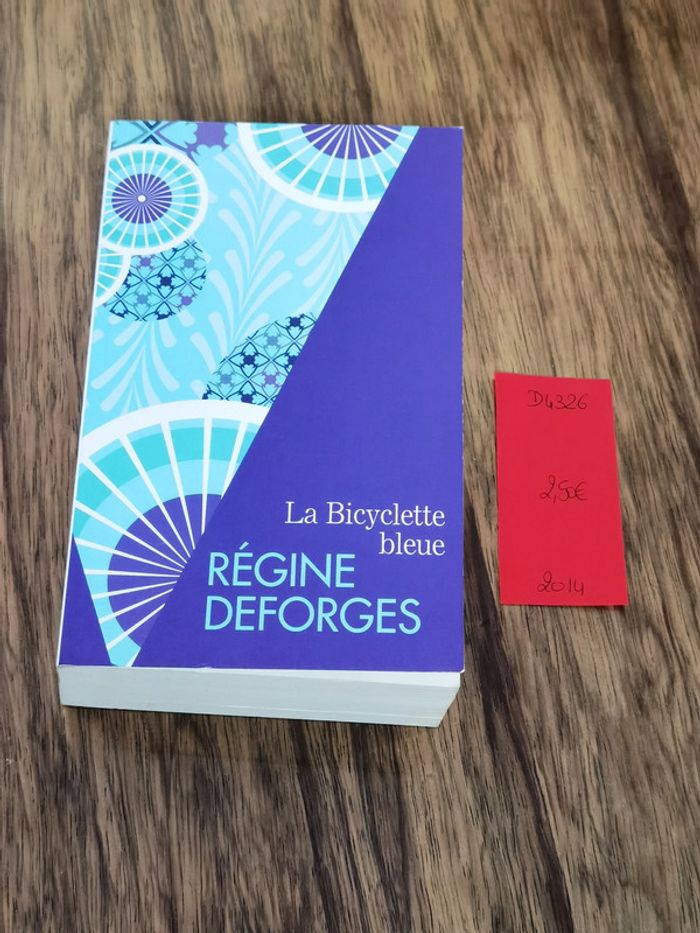 La Bicyclette
bleue
RÉGINE
DEFORGES
D4326
2,50€
2014